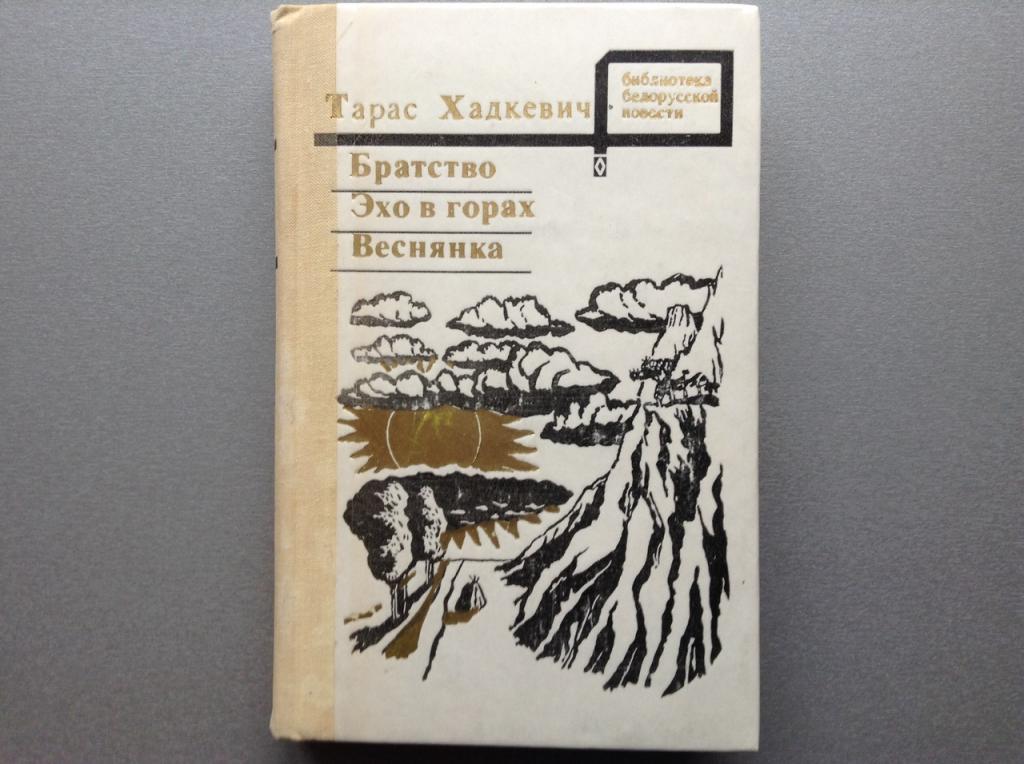 Тарас Хадкевич
библиотека
белорусской
повести
Братство
Эхо в горах
Веснянка